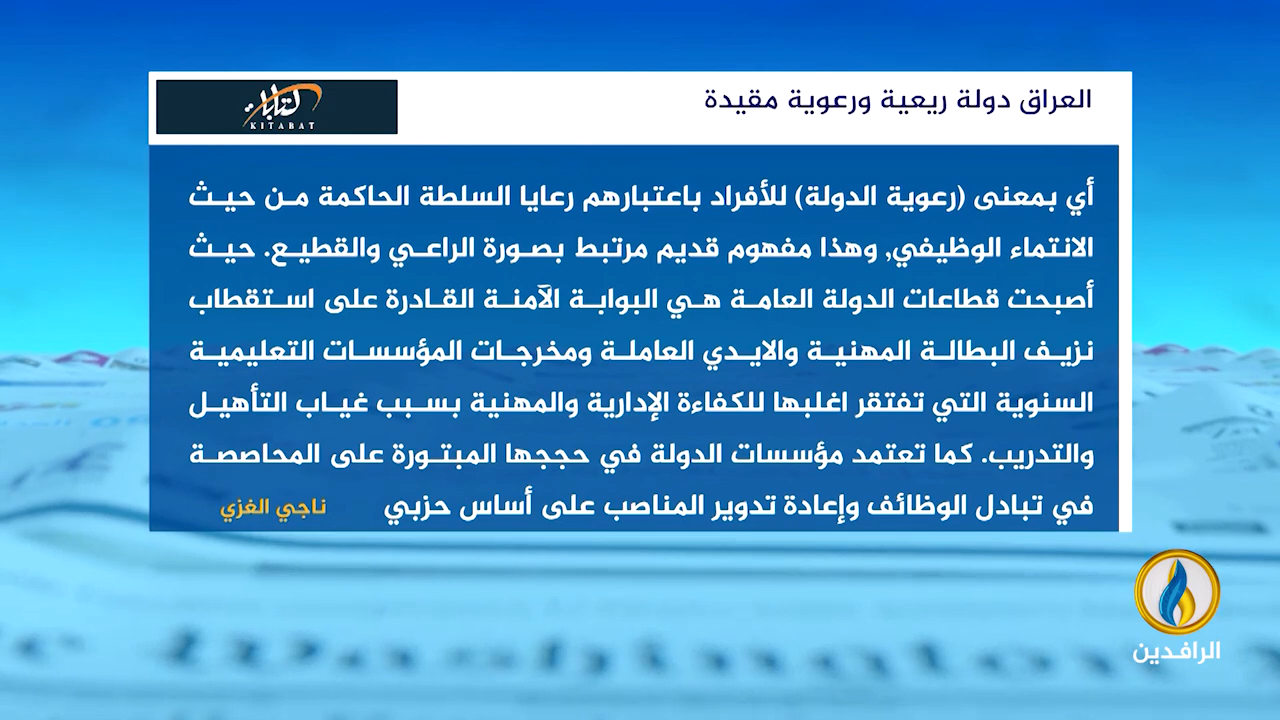 العراق دولة ريعية ورعوية مقيدة
كتابات
KITABAT
أي بمعنى (رعوية الدولة) للأفراد باعتبارهم رعايا السلطة الحاكمة من حيث
الانتماء الوظيفي, وهذا مفهوم قديم مرتبط بصورة الراعي والقطيع. حيث
أصبحت قطاعات الدولة العامة هي البوابة الآمنة القادرة على استقطاب
نزيف البطالة المهنية والايدي العاملة ومخرجات المؤسسات التعليمية
السنوية التي تفتقر اغلبها للكفاءة الإدارية والمهنية بسبب غياب التأهيل
والتدريب. كما تعتمد مؤسسات الدولة في حججها المبتورة على المحاصصة
في تبادل الوظائف وإعادة تدوير المناصب على أساس حزبي
ناجي الغزي
الرافدين